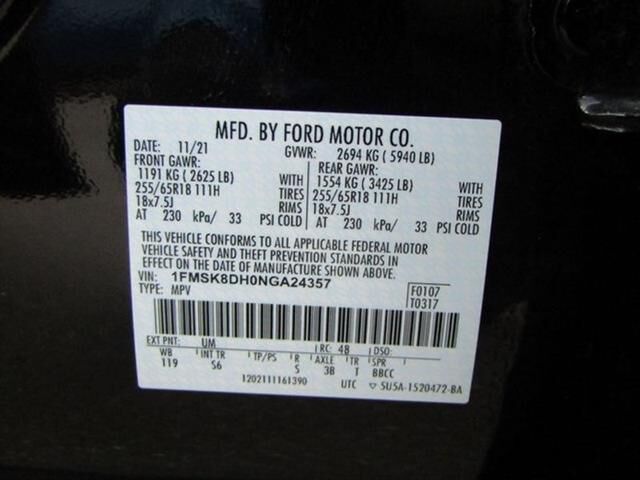 MFD. BY FORD MOTOR CO.
DATE: 11/21 GVWR: 2694 KG ( 5940 LB)
FRONT GAWR: REAR GAWR:
1191 KG ( 2625 LB) WITH 1554 KG ( 3425 LB) WITH
255/65R18 111H TIRES 255/65R18 111H TIRES
18x7.5J RIMS 18x7.5J RIMS
AT 230 kPa/ 33 PSI COLD AT 230 kPa/ 33 PSI COLD
THIS VEHICLE CONFORMS TO ALL APPLICABLE FEDERAL MOTOR
VEHICLE SAFETY AND THEFT PREVENTION STANDARDS IN
EFFECT ON THE DATE OF MANUFACTURE SHOWN ABOVE.
VIN: 1FMSK8DH0NGA24357 F0107
TYPE: MPV T0317
EXT PNT: UM RC: 48 DSO:
WB INT TR TP/PS R AXLE TR SPR
119 S6 S 3B T BBCC
1202111161390 UTC ▽ 5U5A-1520472-BA